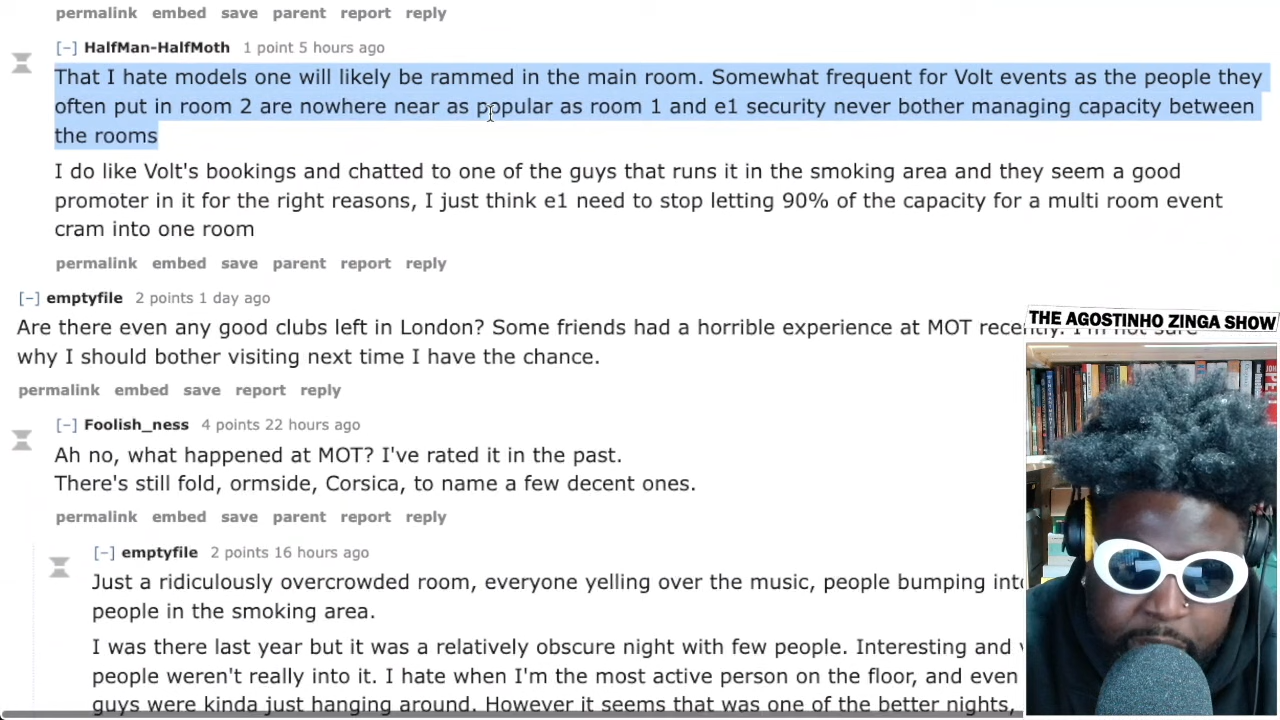 permalink embed save parent report reply
[–] HalfMan-HalfMoth 1 point 5 hours ago
That I hate models one will likely be rammed in the main room. Somewhat frequent for Volt events as the people they
often put in room 2 are nowhere near as popular as room 1 and e1 security never bother managing capacity between
the rooms
I do like Volt's bookings and chatted to one of the guys that runs it in the smoking area and they seem a good
promoter in it for the right reasons, I just think e1 need to stop letting 90% of the capacity for a multi room event
cram into one room
permalink embed save parent report reply
[–] emptyfile 2 points 1 day ago
Are there even any good clubs left in London? Some friends had a horrible experience at MOT recently. I'm not sure
why I should bother visiting next time I have the chance.
permalink embed save report reply
[–] Foolish_ness 4 points 22 hours ago
Ah no, what happened at MOT? I've rated it in the past.
There's still fold, ormside, Corsica, to name a few decent ones.
permalink embed save parent report reply
[–] emptyfile 2 points 16 hours ago
Just a ridiculously overcrowded room, everyone yelling over the music, people bumping
people in the smoking area.
I was there last year but it was a relatively obscure night with few people. Interesting and
people weren't really into it. I hate when I'm the most active person on the floor, and even
guys were kinda just hanging around. However it seems that was one of the better nights,
THE AGOSTINHO ZINGA SHOW